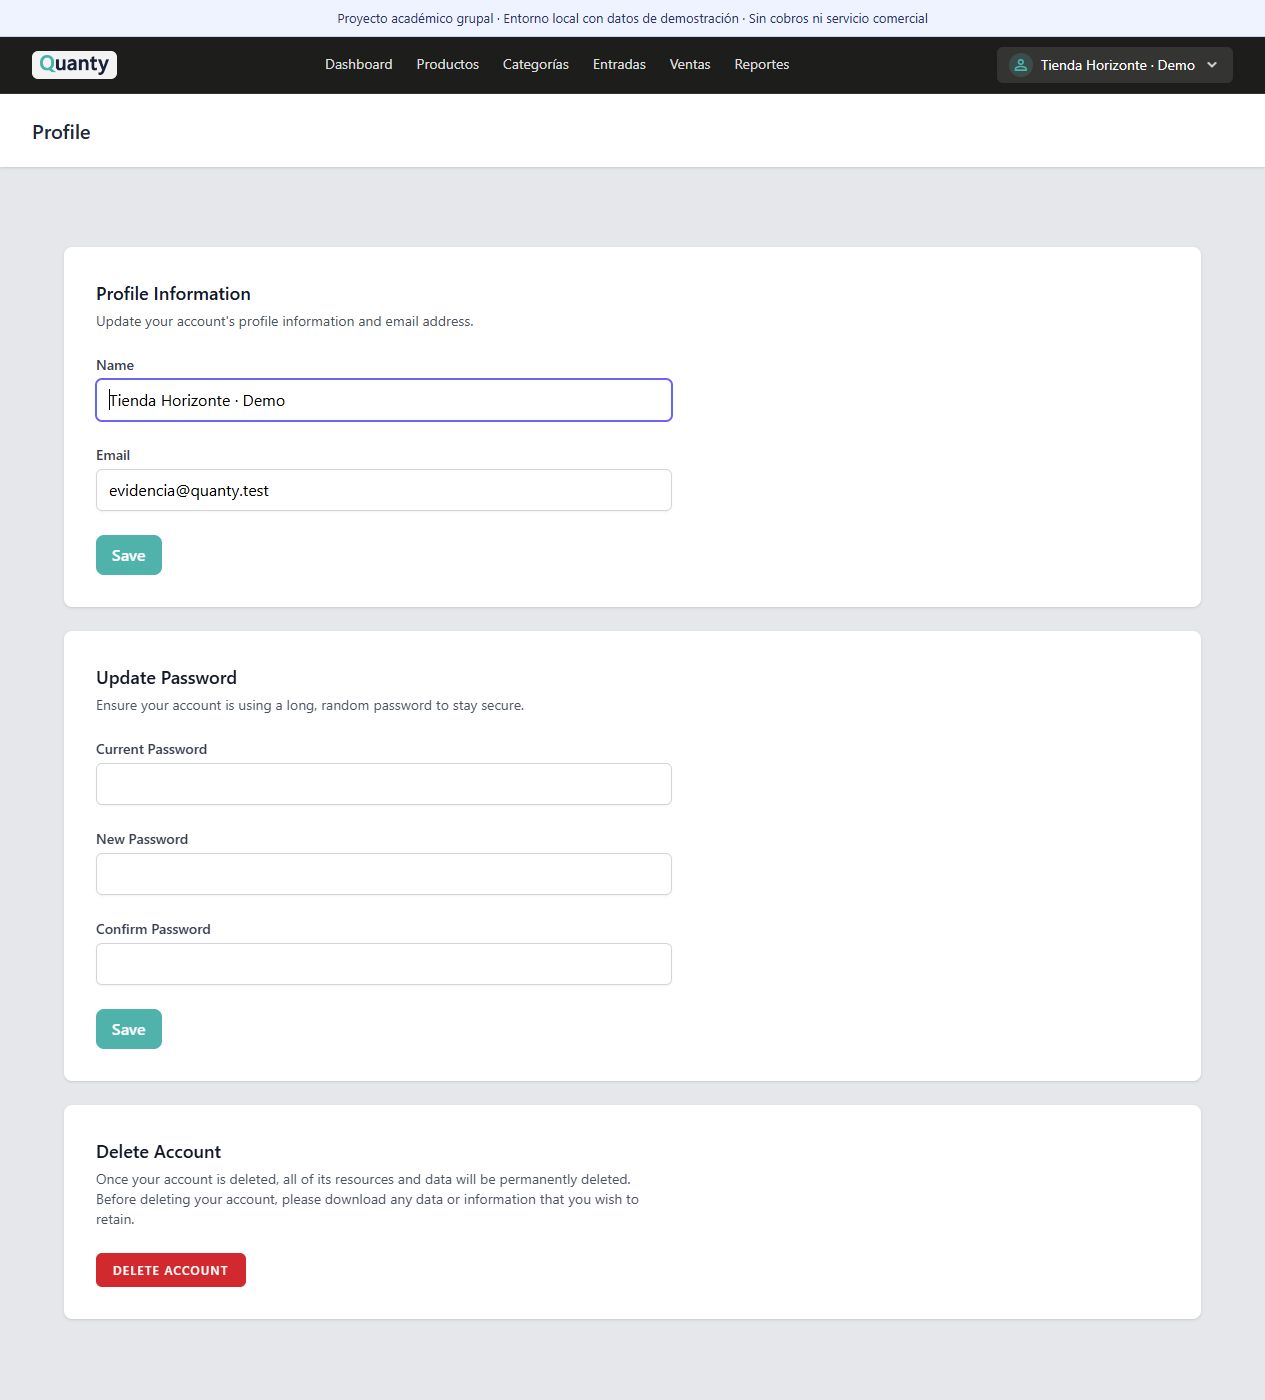 Proyecto académico grupal · Entorno local con datos de demostración · Sin cobros ni servicio comercial
Quanty
Dashboard
Productos
Categorías
Entradas
Ventas
Reportes
Tienda Horizonte · Demo
Profile
Profile Information
Update your account's profile information and email address.
Name
Tienda Horizonte · Demo
Email
evidencia@quanty.test
Save
Update Password
Ensure your account is using a long, random password to stay secure.
Current Password
New Password
Confirm Password
Save
Delete Account
Once your account is deleted, all of its resources and data will be permanently deleted.
Before deleting your account, please download any data or information that you wish to
retain.
DELETE ACCOUNT